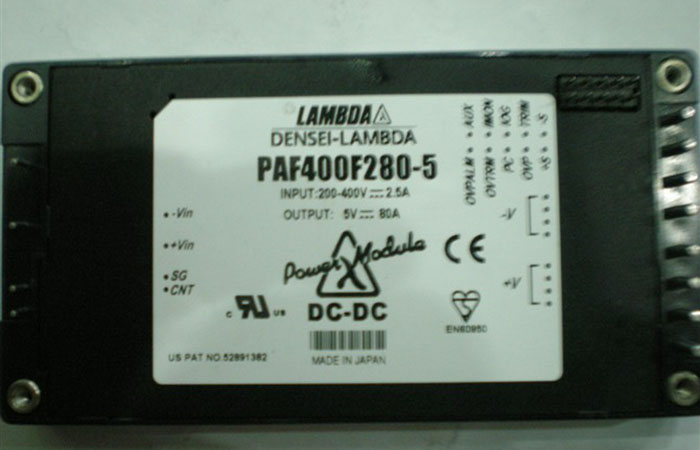 LAMBDA
DENSEI-LAMBDA
PAF400F280-5
INPUT:200-400V 2.5A
OUTPUT: 5V 80A
-Vin
+Vin
SG
CNT
Power Module
DC-DC
C US
CE
EN60950
US PAT NO.52891382
MADE IN JAPAN
AUX
IMON
IOG
TRIM
-S
OVPALM
OVTRM
PC
OVP
+S
-V
+V